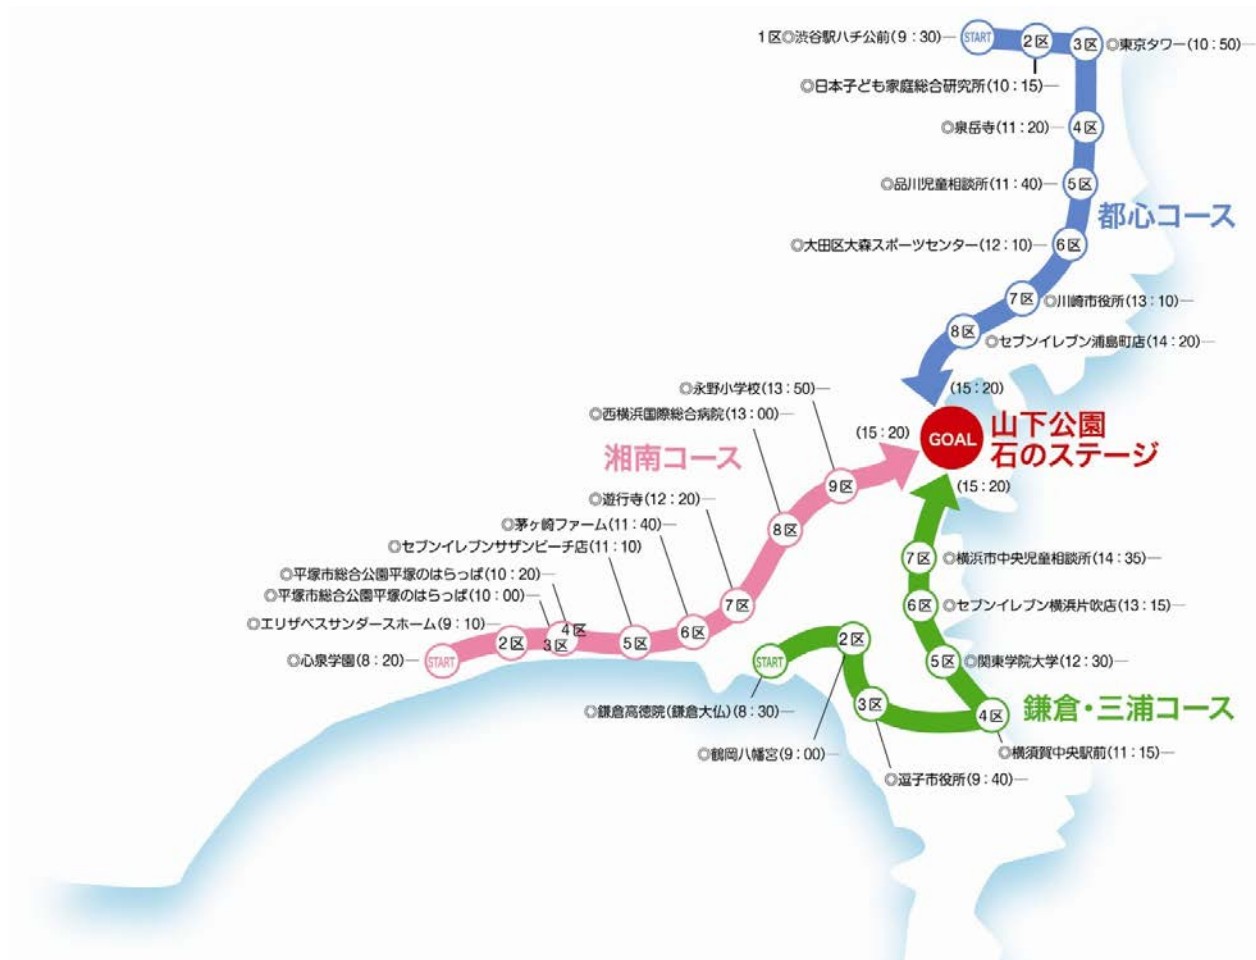 1区◎渋谷駅ハチ公前(9：30)
START
2区
3区
◎東京タワー(10：50)
◎日本子ども家庭総合研究所(10：15)
◎泉岳寺(11：20)
4区
◎品川児童相談所(11：40)
5区
都心コース
◎大田区大森スポーツセンター(12：10)
6区
7区
◎川崎市役所(13：10)
8区
◎セブンイレブン浦島町店(14：20)
(15：20)
GOAL
山下公園
石のステージ
(15：20)
(15：20)
◎永野小学校(13：50)
◎西横浜国際総合病院(13：00)
湘南コース
9区
◎遊行寺(12：20)
8区
◎茅ヶ崎ファーム(11：40)
◎セブンイレブンサザンビーチ店(11：10)
◎平塚市総合公園平塚のはらっぱ(10：20)
◎平塚市総合公園平塚のはらっぱ(10：00)
◎エリザベスサンダースホーム(9：10)
◎心泉学園(8：20)
START
2区
4区
3区
5区
6区
7区
7区
◎横浜市中央児童相談所(14：35)
6区
◎セブンイレブン横浜片吹店(13：15)
5区
◎関東学院大学(12：30)
START
2区
3区
4区
鎌倉・三浦コース
◎鎌倉高徳院(鎌倉大仏)(8：30)
◎鶴岡八幡宮(9：00)
◎横須賀中央駅前(11：15)
◎逗子市役所(9：40)